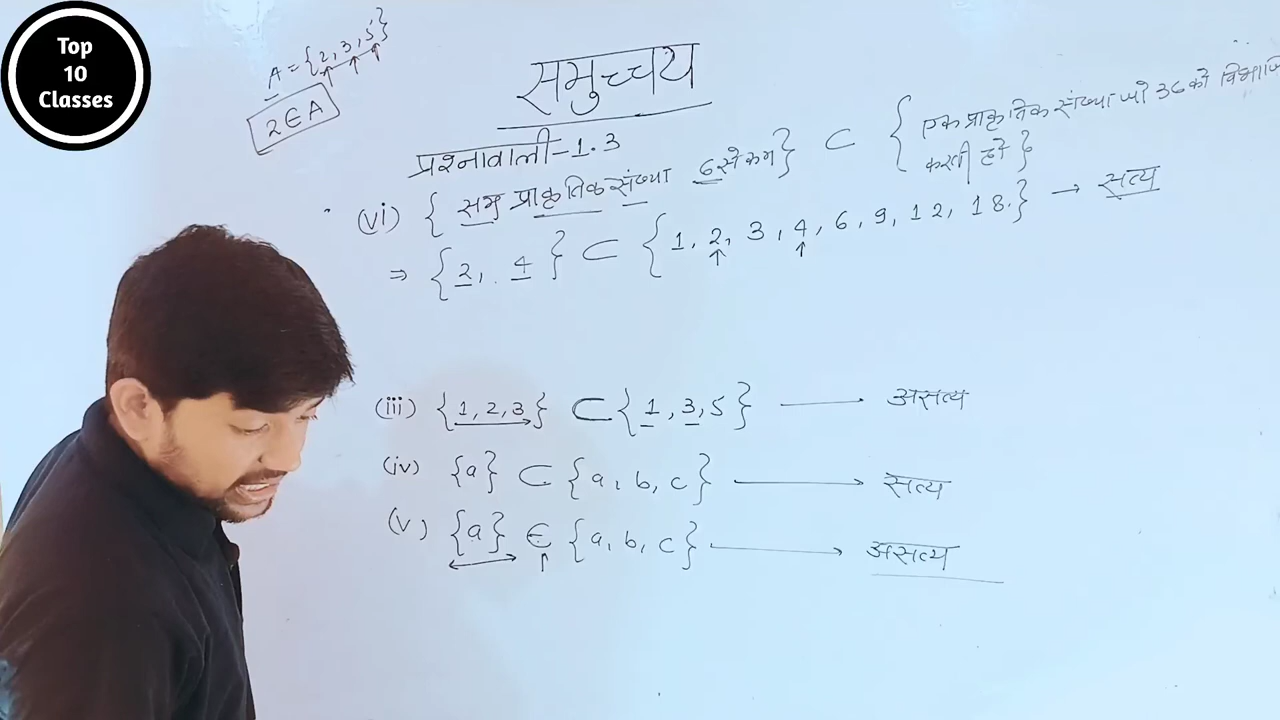 Top
10
Classes
A = {2, 3, 5}
2 ∈ A
समुच्चय
प्रश्नावाली-1.3
(vi) { सम प्राकृतिक संख्या 6 से कम } ⊂ { एक प्राकृतिक संख्या जो 36 को विभाजि
करती हो }
⇒ {2, 4} ⊂ {1, 2, 3, 4, 6, 9, 12, 18.} → सत्य
(iii) {1, 2, 3} ⊂ {1, 3, 5} → असत्य
(iv) {a} ⊂ {a, b, c} → सत्य
(v) {a} ∈ {a, b, c} → असत्य